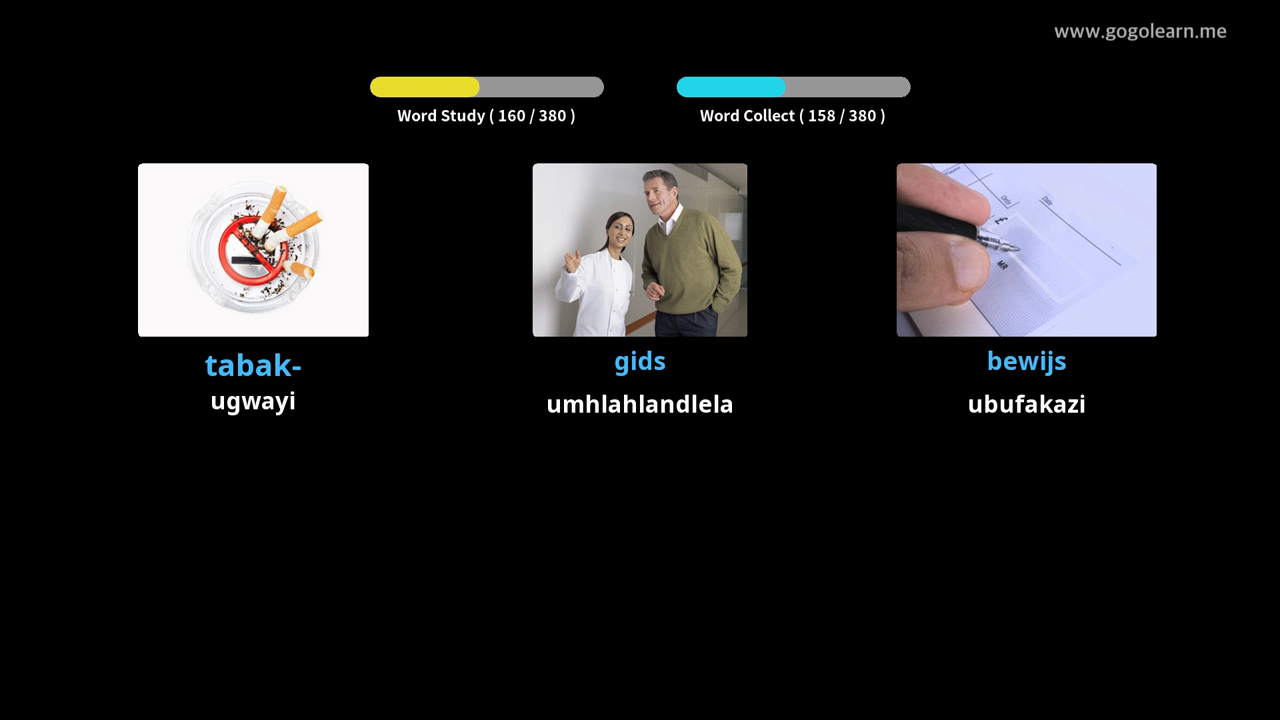 www.gogolearn.me
Word Study ( 160 / 380 )
Word Collect ( 158 / 380 )
tabak-
ugwayi
gids
umhlahlandlela
bewijs
ubufakazi